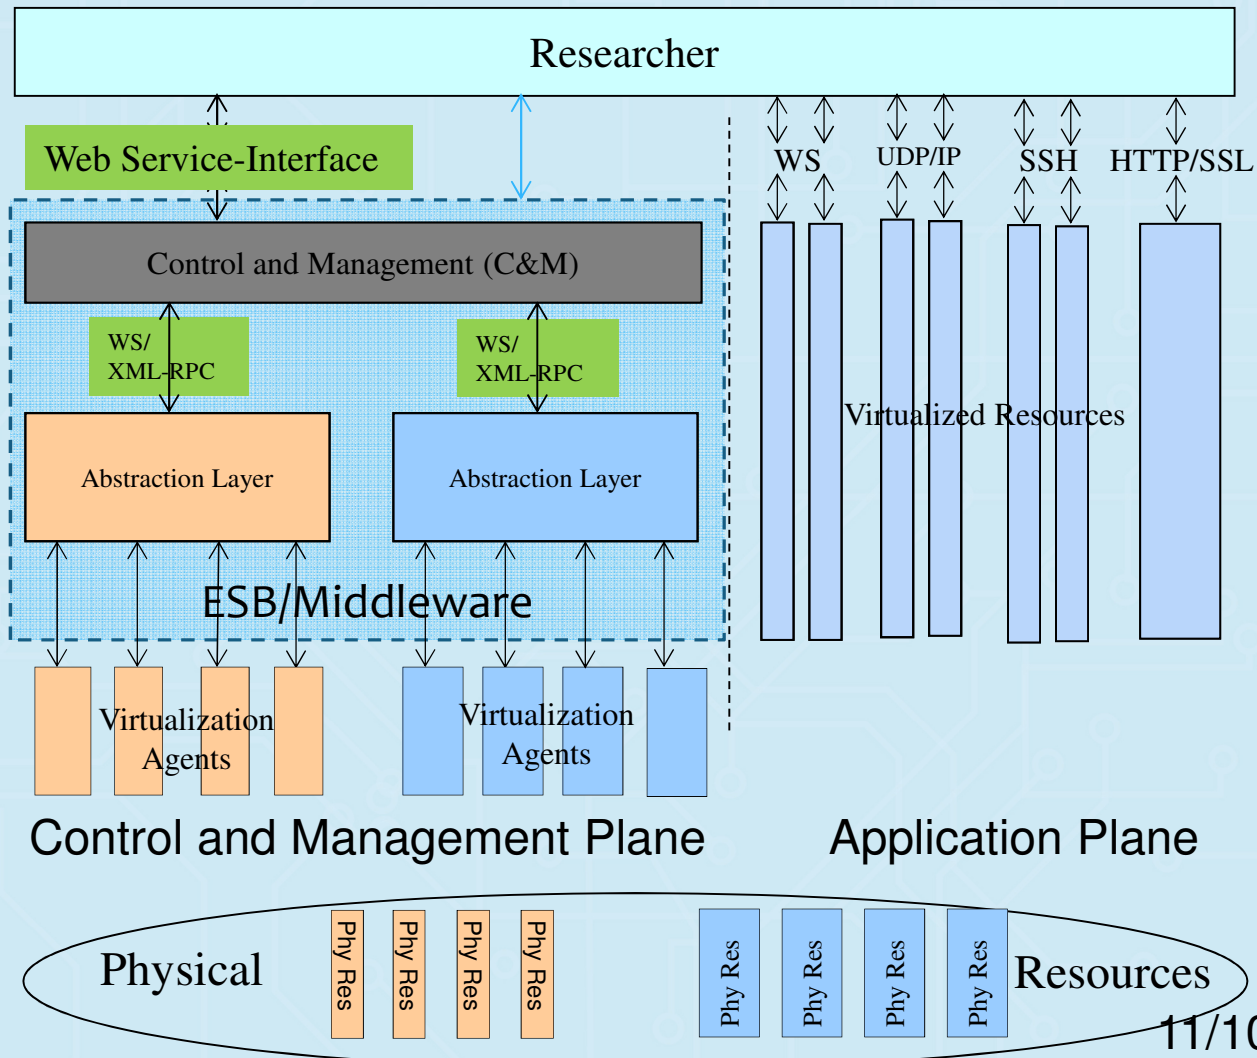 Researcher
Web Service-Interface
WS
UDP/IP
SSH
HTTP/SSL
Control and Management (C&M)
WS/
XML-RPC
WS/
XML-RPC
Abstraction Layer
Abstraction Layer
Virtualized Resources
ESB/Middleware
Virtualization
Agents
Virtualization
Agents
Control and Management Plane
Application Plane
Physical
Phy Res
Phy Res
Phy Res
Phy Res
Phy Res
Phy Res
Phy Res
Phy Res
Resources
11/10